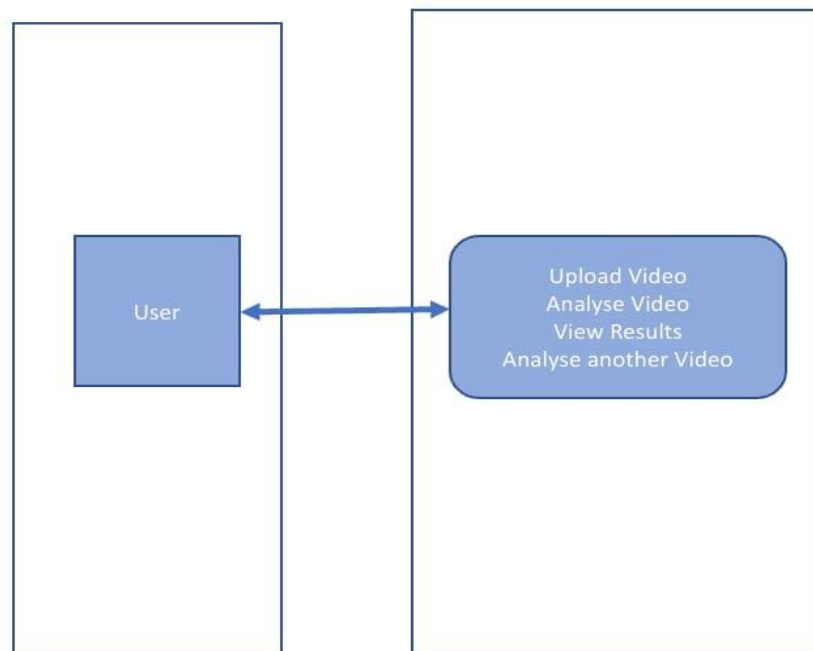 User
Upload Video
Analyse Video
View Results
Analyse another Video